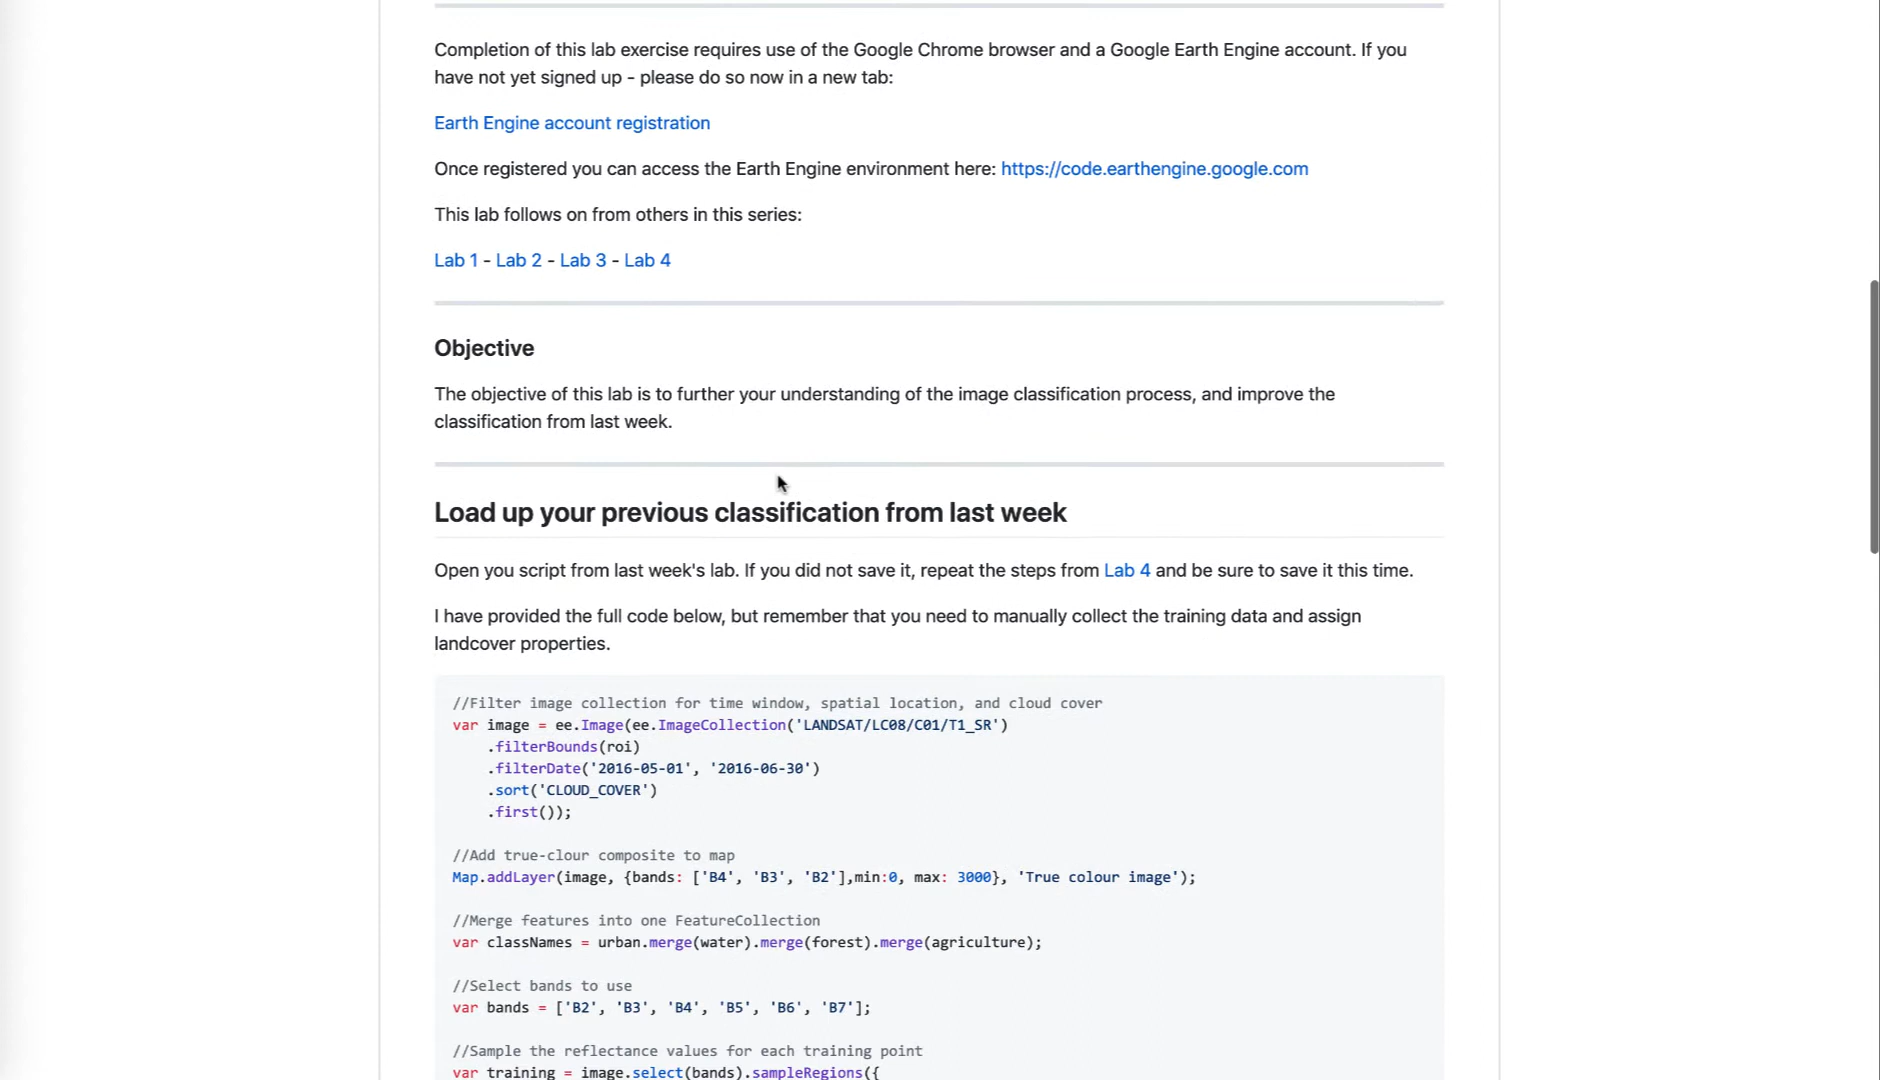 Completion of this lab exercise requires use of the Google Chrome browser and a Google Earth Engine account. If you
have not yet signed up - please do so now in a new tab:
Earth Engine account registration
Once registered you can access the Earth Engine environment here: https://code.earthengine.google.com
This lab follows on from others in this series:
Lab 1 - Lab 2 - Lab 3 - Lab 4
Objective
The objective of this lab is to further your understanding of the image classification process, and improve the
classification from last week.
Load up your previous classification from last week
Open you script from last week's lab. If you did not save it, repeat the steps from Lab 4 and be sure to save it this time.
I have provided the full code below, but remember that you need to manually collect the training data and assign
landcover properties.
//Filter image collection for time window, spatial location, and cloud cover
var image = ee.Image(ee.ImageCollection('LANDSAT/LC08/C01/T1_SR')
    .filterBounds(roi)
    .filterDate('2016-05-01', '2016-06-30')
    .sort('CLOUD_COVER')
    .first());
//Add true-clour composite to map
Map.addLayer(image, {bands: ['B4', 'B3', 'B2'],min:0, max: 3000}, 'True colour image');
//Merge features into one FeatureCollection
var classNames = urban.merge(water).merge(forest).merge(agriculture);
//Select bands to use
var bands = ['B2', 'B3', 'B4', 'B5', 'B6', 'B7'];
//Sample the reflectance values for each training point
var training = image.select(bands).sampleRegions({